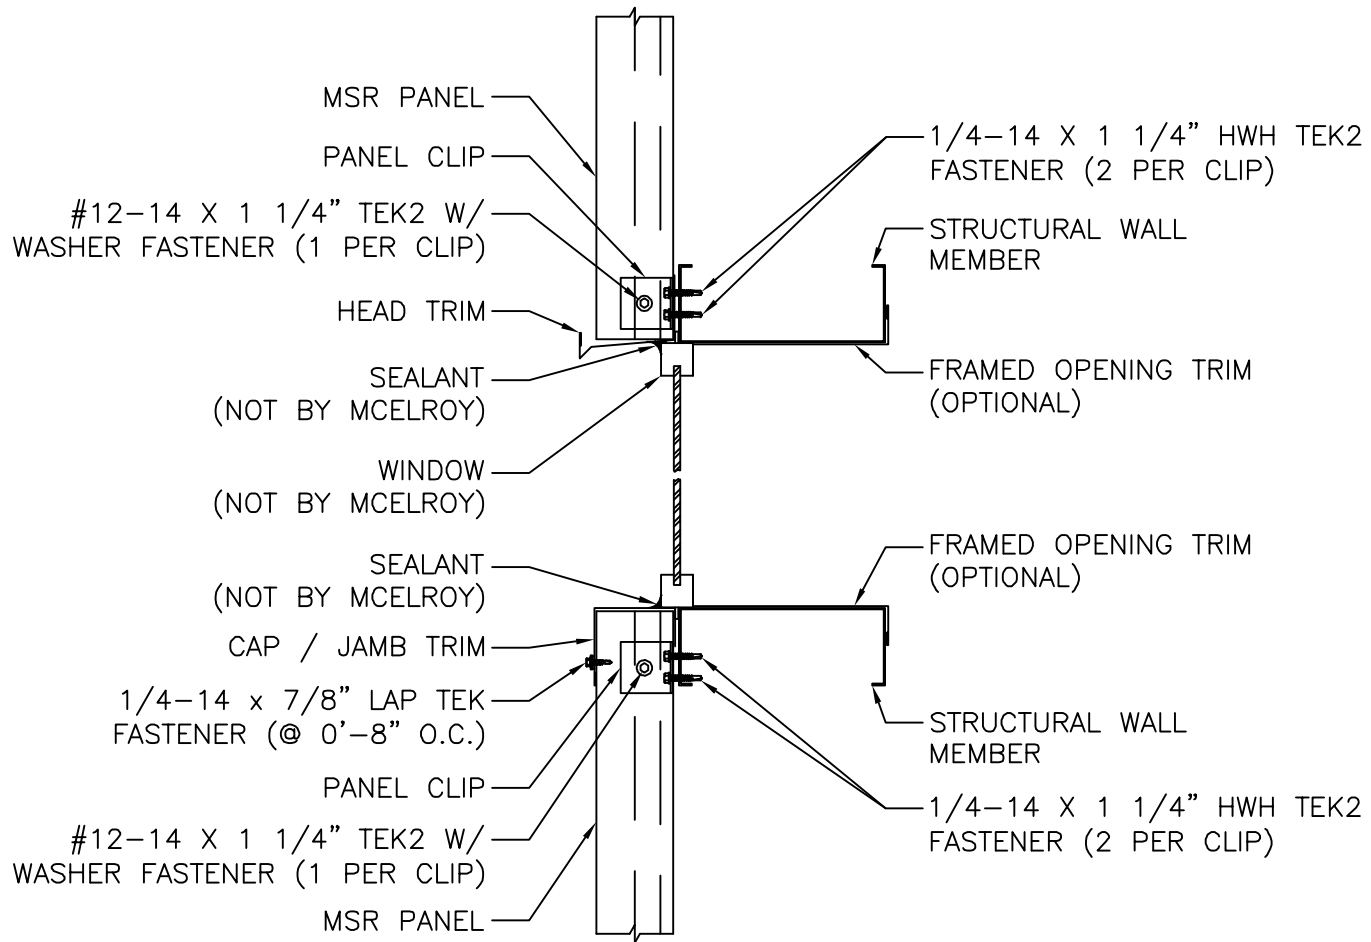 MSR PANEL
PANEL CLIP
#12-14 X 1 1/4" TEK2 W/
WASHER FASTENER (1 PER CLIP)
HEAD TRIM
SEALANT
(NOT BY MCELROY)
WINDOW
(NOT BY MCELROY)
SEALANT
(NOT BY MCELROY)
CAP / JAMB TRIM
1/4-14 x 7/8" LAP TEK
FASTENER (@ 0'-8" O.C.)
PANEL CLIP
#12-14 X 1 1/4" TEK2 W/
WASHER FASTENER (1 PER CLIP)
MSR PANEL
1/4-14 X 1 1/4" HWH TEK2
FASTENER (2 PER CLIP)
STRUCTURAL WALL
MEMBER
FRAMED OPENING TRIM
(OPTIONAL)
FRAMED OPENING TRIM
(OPTIONAL)
STRUCTURAL WALL
MEMBER
1/4-14 X 1 1/4" HWH TEK2
FASTENER (2 PER CLIP)